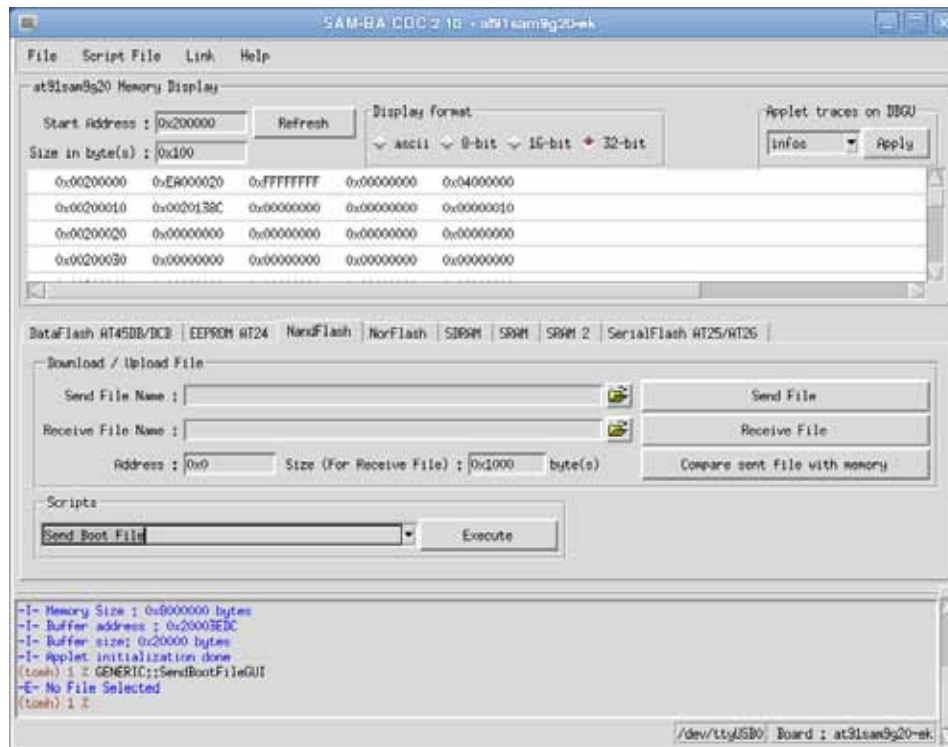 SAM-BA CDC 2.10 - at91sam9g20-ek
File Script File Link Help
at91sam9g20 Memory Display
Start Address : 0x200000 Refresh
Size in byte(s) : 0x100
Display format
ascii 8-bit 16-bit 32-bit
Applet traces on DBGU
infos Apply
0x00200000 0xEA000020 0xFFFFFFFF 0x00000000 0x04000000
0x00200010 0x0020138C 0x00000000 0x00000000 0x00000010
0x00200020 0x00000000 0x00000000 0x00000000 0x00000000
0x00200030 0x00000000 0x00000000 0x00000000 0x00000000
DataFlash AT45DB/DCB EEPROM AT24 NandFlash NorFlash SDRAM SRAM SRAM 2 SerialFlash AT25/AT26
Download / Upload File
Send File Name : Send File
Receive File Name : Receive File
Address : 0x0 Size (For Receive File) : 0x1000 byte(s) Compare sent file with memory
Scripts
Send Boot File Execute
-I- Memory Size : 0x8000000 bytes
-I- Buffer address : 0x20003EDC
-I- Buffer size: 0x20000 bytes
-I- Applet initialization done
(tomh) 1 % GENERIC::SendBootFileGUI
-E- No File Selected
(tomh) 1 %
/dev/ttyUSB0 Board : at91sam9g20-ek